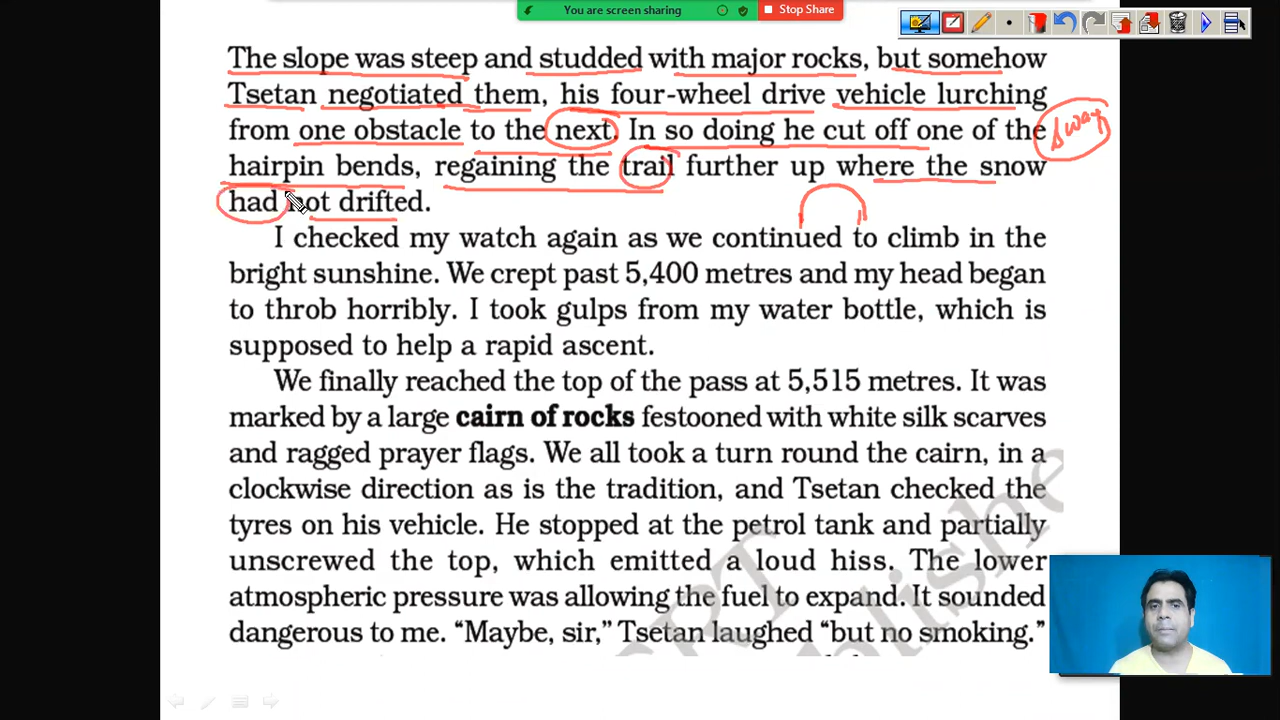 You are screen sharing
Stop Share
The slope was steep and studded with major rocks, but somehow
Tsetan negotiated them, his four-wheel drive vehicle lurching
from one obstacle to the next. In so doing he cut off one of the
sway
hairpin bends, regaining the trail further up where the snow
had not drifted.
I checked my watch again as we continued to climb in the
bright sunshine. We crept past 5,400 metres and my head began
to throb horribly. I took gulps from my water bottle, which is
supposed to help a rapid ascent.
We finally reached the top of the pass at 5,515 metres. It was
marked by a large cairn of rocks festooned with white silk scarves
and ragged prayer flags. We all took a turn round the cairn, in a
clockwise direction as is the tradition, and Tsetan checked the
tyres on his vehicle. He stopped at the petrol tank and partially
unscrewed the top, which emitted a loud hiss. The lower
atmospheric pressure was allowing the fuel to expand. It sounded
dangerous to me. “Maybe, sir,” Tsetan laughed “but no smoking.”